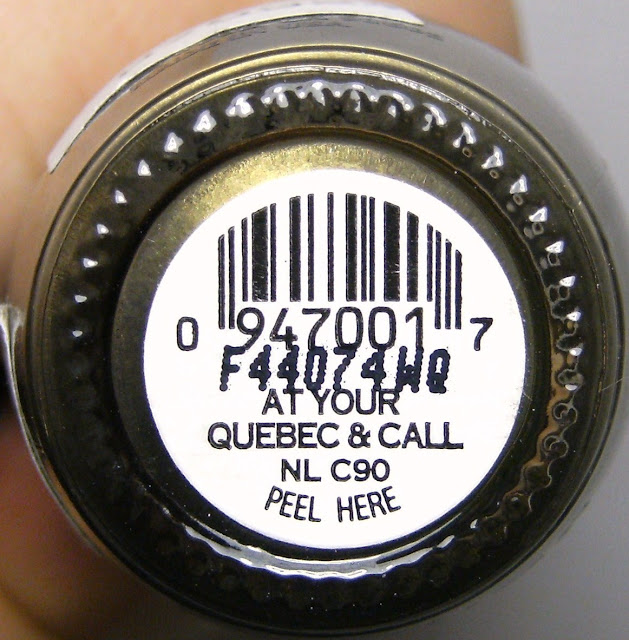 0 947001 7
F44074WQ
AT YOUR
QUEBEC & CALL
NL C90
PEEL HERE